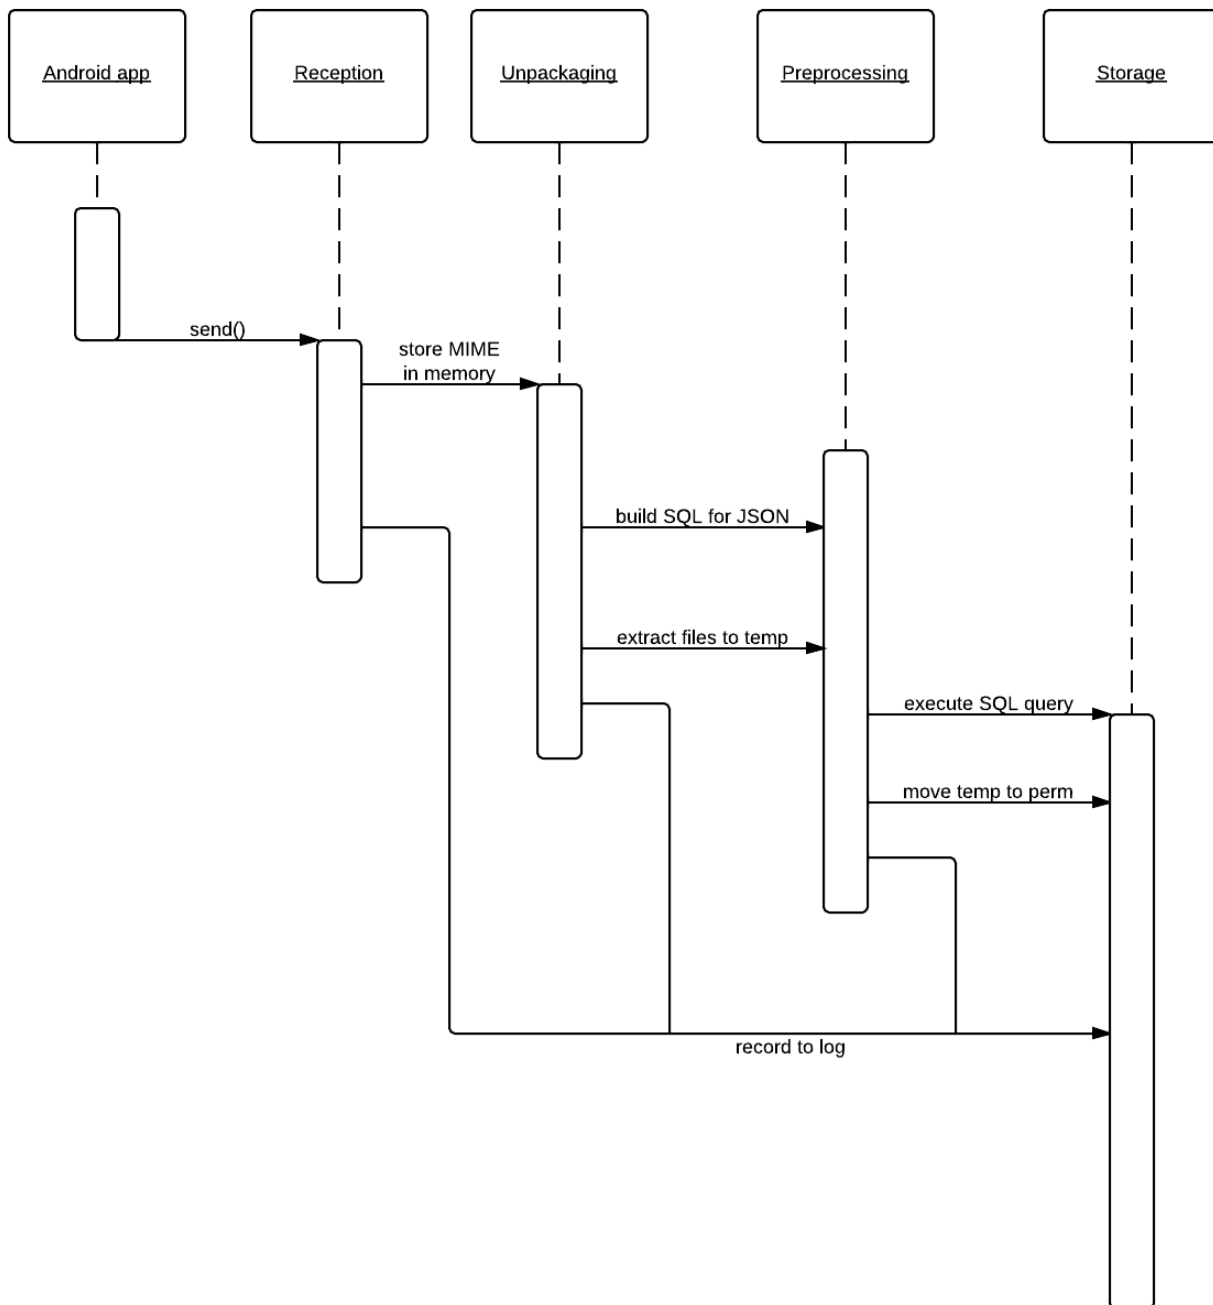 Android app
Reception
Unpackaging
Preprocessing
Storage
send()
store MIME
in memory
build SQL for JSON
extract files to temp
execute SQL query
move temp to perm
record to log